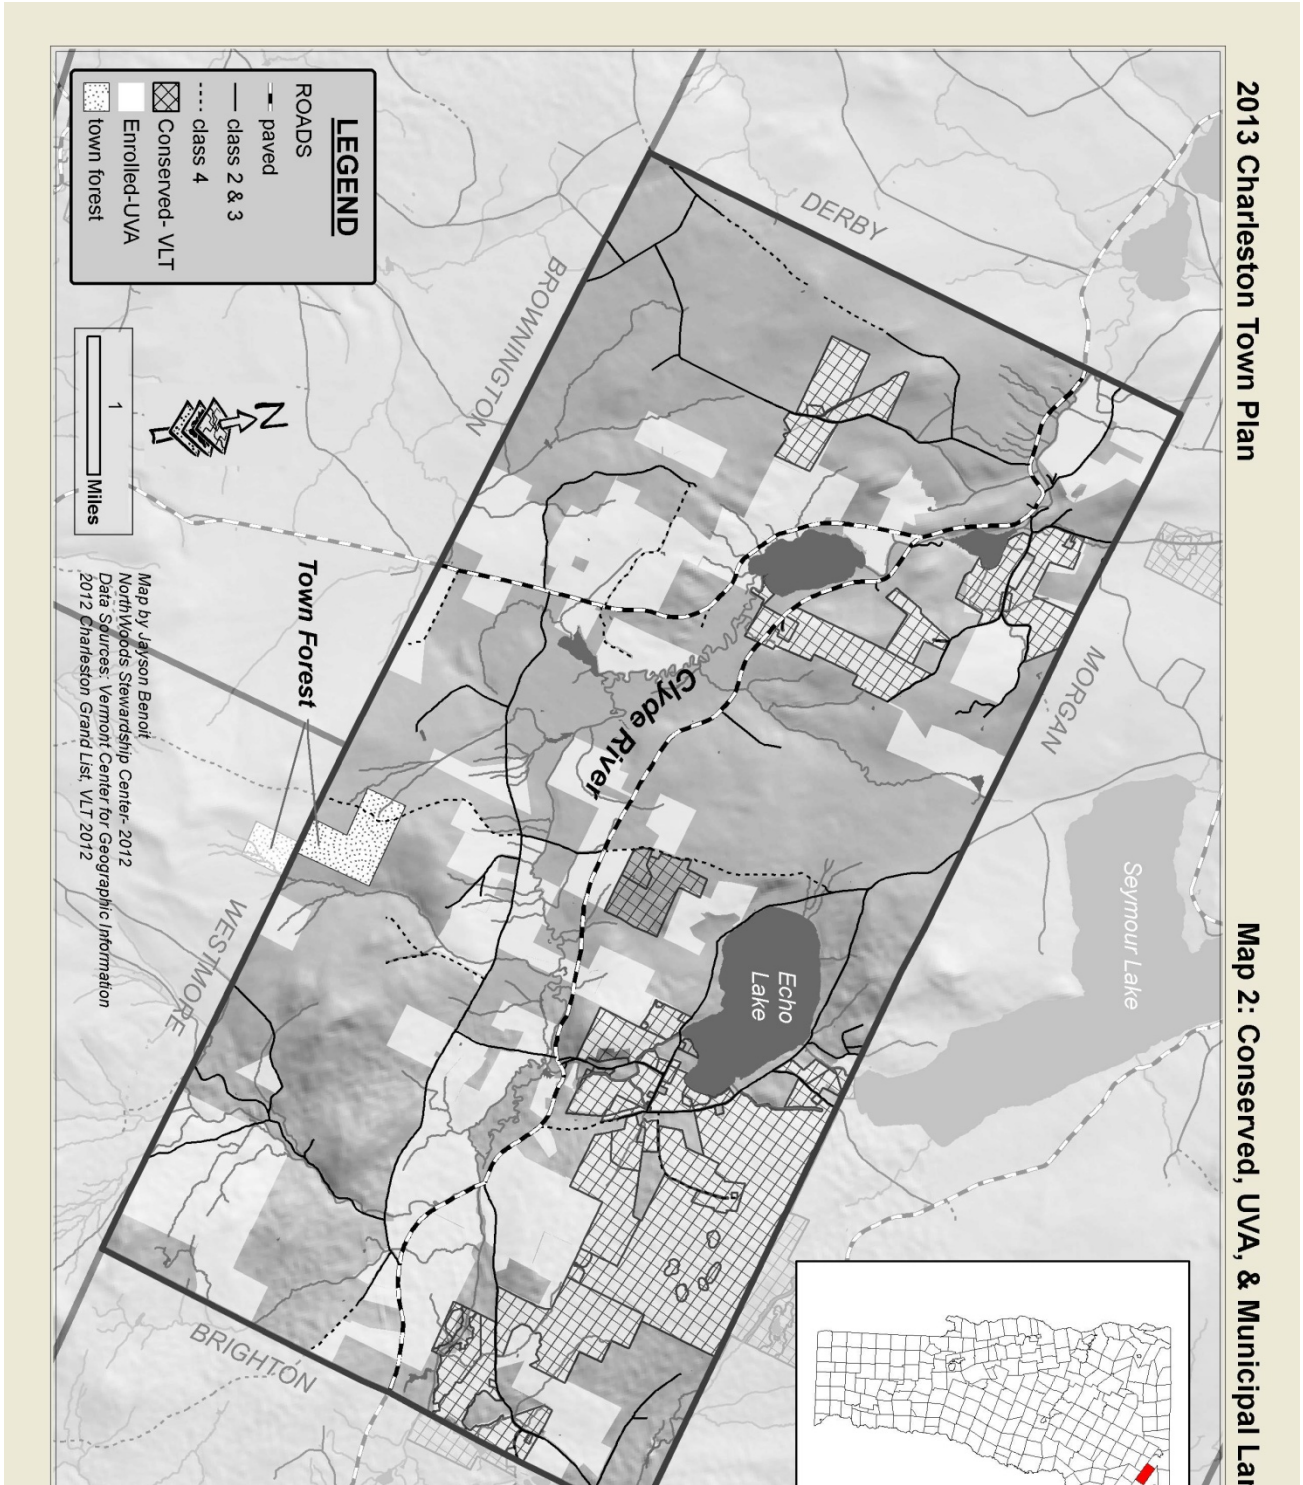 2013 Charleston Town Plan
Map 2: Conserved, UVA, & Municipal Lan
LEGEND
ROADS
paved
class 2 & 3
class 4
Conserved- VLT
Enrolled-UVA
town forest
DERBY
BROWNINGTON
MORGAN
Seymour Lake
Clyde River
Echo
Lake
N
1
Miles
Town Forest
WESTMORE
BRIGHTON
Map by Jayson Benoit
NorthWoods Stewardship Center- 2012
Data Sources: Vermont Center for Geographic Information
2012 Charleston Grand List, VLT 2012